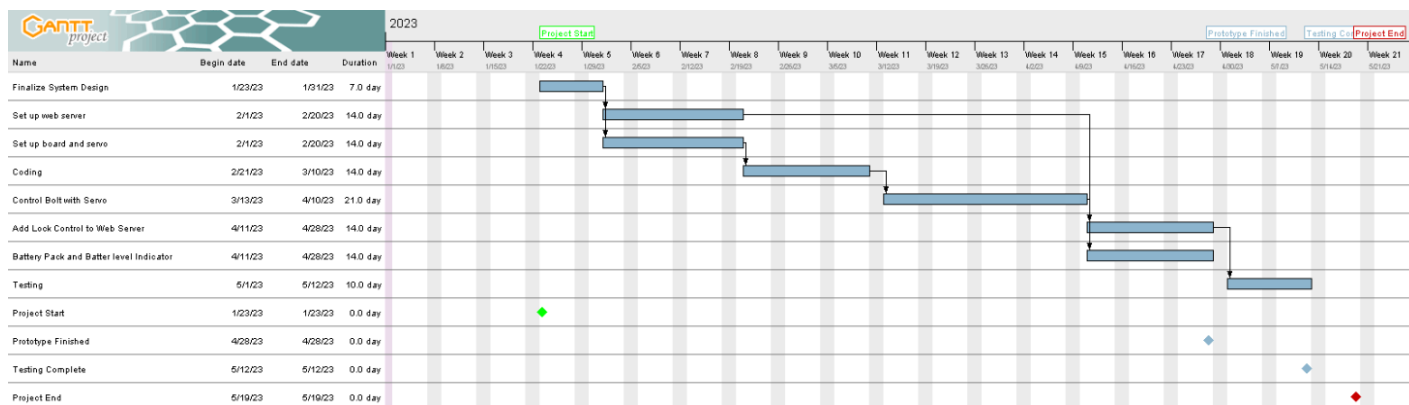 GANTT
project
2023
Project Start
Prototype Finished
Testing Co
Project End
Name Begin date End date Duration
Week 1 Week 2 Week 3 Week 4 Week 5 Week 6 Week 7 Week 8 Week 9 Week 10 Week 11 Week 12 Week 13 Week 14 Week 15 Week 16 Week 17 Week 18 Week 19 Week 20 Week 21
1/1/23 1/8/23 1/15/23 1/22/23 1/29/23 2/5/23 2/12/23 2/19/23 2/26/23 3/5/23 3/12/23 3/19/23 3/26/23 4/2/23 4/9/23 4/16/23 4/23/23 4/30/23 5/7/23 5/14/23 5/21/23
Finalize System Design 1/23/23 1/31/23 7.0 day
Set up web server 2/1/23 2/20/23 14.0 day
Set up board and servo 2/1/23 2/20/23 14.0 day
Coding 2/21/23 3/10/23 14.0 day
Control Bolt with Servo 3/13/23 4/10/23 21.0 day
Add Lock Control to Web Server 4/11/23 4/28/23 14.0 day
Battery Pack and Batter level Indicator 4/11/23 4/28/23 14.0 day
Testing 5/1/23 5/12/23 10.0 day
Project Start 1/23/23 1/23/23 0.0 day
Prototype Finished 4/28/23 4/28/23 0.0 day
Testing Complete 5/12/23 5/12/23 0.0 day
Project End 5/19/23 5/19/23 0.0 day